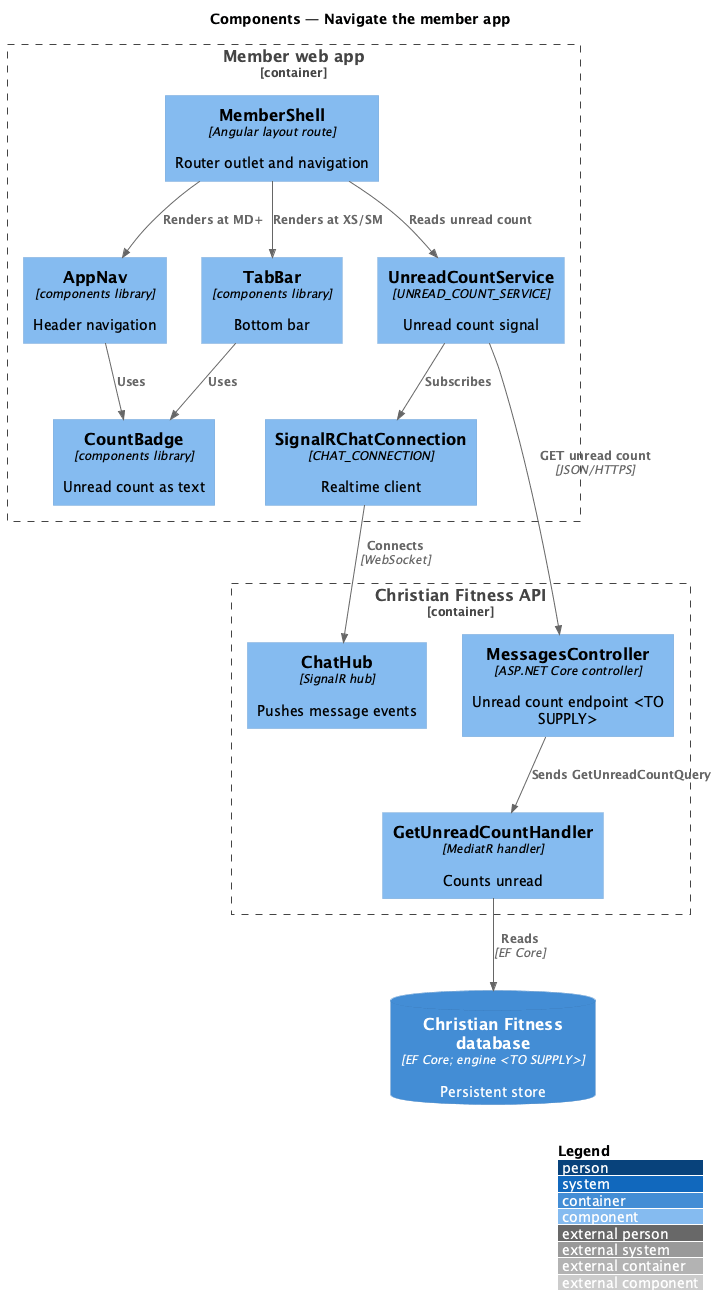 Components — Navigate the member app
Member web app
[container]
MemberShell
[Angular layout route]
Router outlet and navigation
Renders at MD+
Renders at XS/SM
Reads unread count
AppNav
[components library]
Header navigation
TabBar
[components library]
Bottom bar
UnreadCountService
[UNREAD_COUNT_SERVICE]
Unread count signal
Uses
Uses
Subscribes
CountBadge
[components library]
Unread count as text
SignalRChatConnection
[CHAT_CONNECTION]
Realtime client
GET unread count
[JSON/HTTPS]
Connects
[WebSocket]
Christian Fitness API
[container]
ChatHub
[SignalR hub]
Pushes message events
MessagesController
[ASP.NET Core controller]
Unread count endpoint <TO
SUPPLY>
Sends GetUnreadCountQuery
GetUnreadCountHandler
[MediatR handler]
Counts unread
Reads
[EF Core]
Christian Fitness
database
[EF Core; engine <TO SUPPLY>]
Persistent store
Legend
person
system
container
component
external person
external system
external container
external component